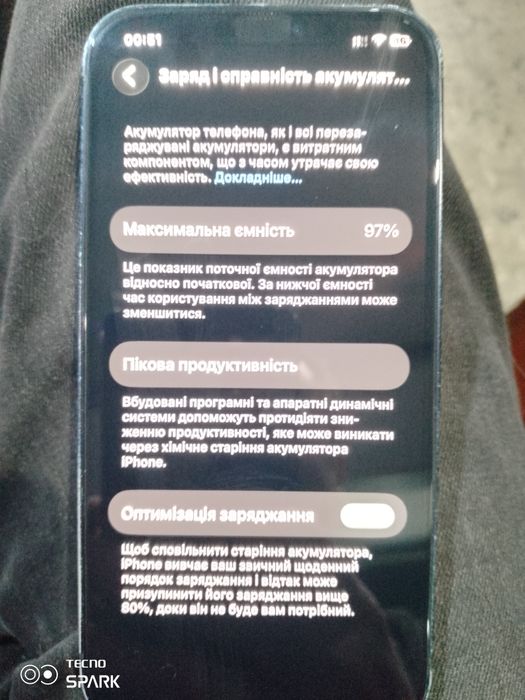 00:51
Заряд і справність акумулят...
Акумулятор телефона, як і всі переза-
ряджувані акумулятори, є витратним
компонентом, що з часом утрачає свою
ефективність. Докладніше...
Максимальна ємність 97%
Це показник поточної ємності акумулятора
відносно початкової. За нижчої ємності
час користування між заряджаннями може
зменшитися.
Пікова продуктивність
Вбудовані програмні та апаратні динамічні
системи допоможуть протидіяти зни-
женню продуктивності, яке може виникати
через хімічне старіння акумулятора
iPhone.
Оптимізація заряджання
Щоб сповільнити старіння акумулятора,
iPhone вивчає ваш звичний щоденний
порядок заряджання і відтак може
призупинити його заряджання вище
80%, доки він не буде вам потрібний.
TECNO
SPARK